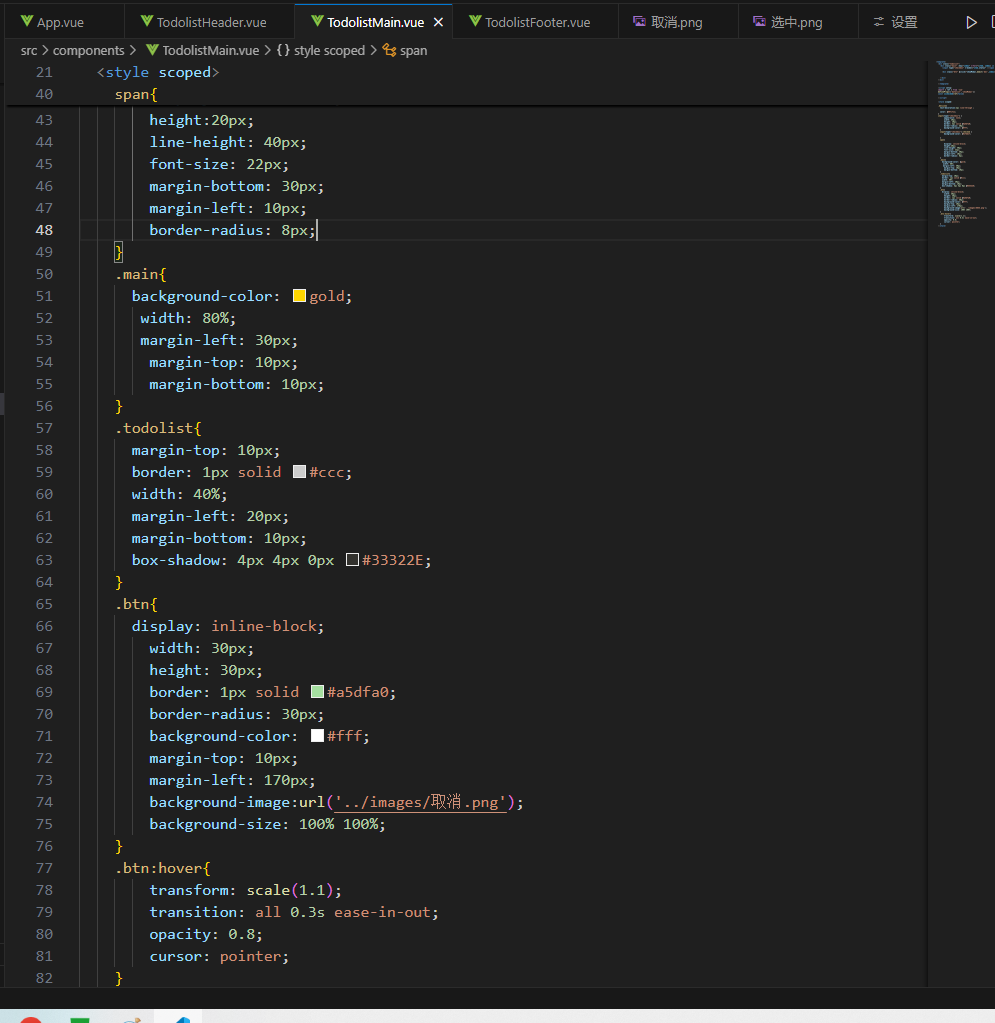 App.vue TodolistHeader.vue TodolistMain.vue TodolistFooter.vue 取消.png 选中.png 设置
src > components > TodolistMain.vue > {} style scoped > span
21 <style scoped>
40 span{
43 height:20px;
44 line-height: 40px;
45 font-size: 22px;
46 margin-bottom: 30px;
47 margin-left: 10px;
48 border-radius: 8px;
49 }
50 .main{
51 background-color: gold;
52 width: 80%;
53 margin-left: 30px;
54 margin-top: 10px;
55 margin-bottom: 10px;
56 }
57 .todolist{
58 margin-top: 10px;
59 border: 1px solid #ccc;
60 width: 40%;
61 margin-left: 20px;
62 margin-bottom: 10px;
63 box-shadow: 4px 4px 0px #33322E;
64 }
65 .btn{
66 display: inline-block;
67 width: 30px;
68 height: 30px;
69 border: 1px solid #a5dfa0;
70 border-radius: 30px;
71 background-color: #fff;
72 margin-top: 10px;
73 margin-left: 170px;
74 background-image:url('../images/取消.png');
75 background-size: 100% 100%;
76 }
77 .btn:hover{
78 transform: scale(1.1);
79 transition: all 0.3s ease-in-out;
80 opacity: 0.8;
81 cursor: pointer;
82 }